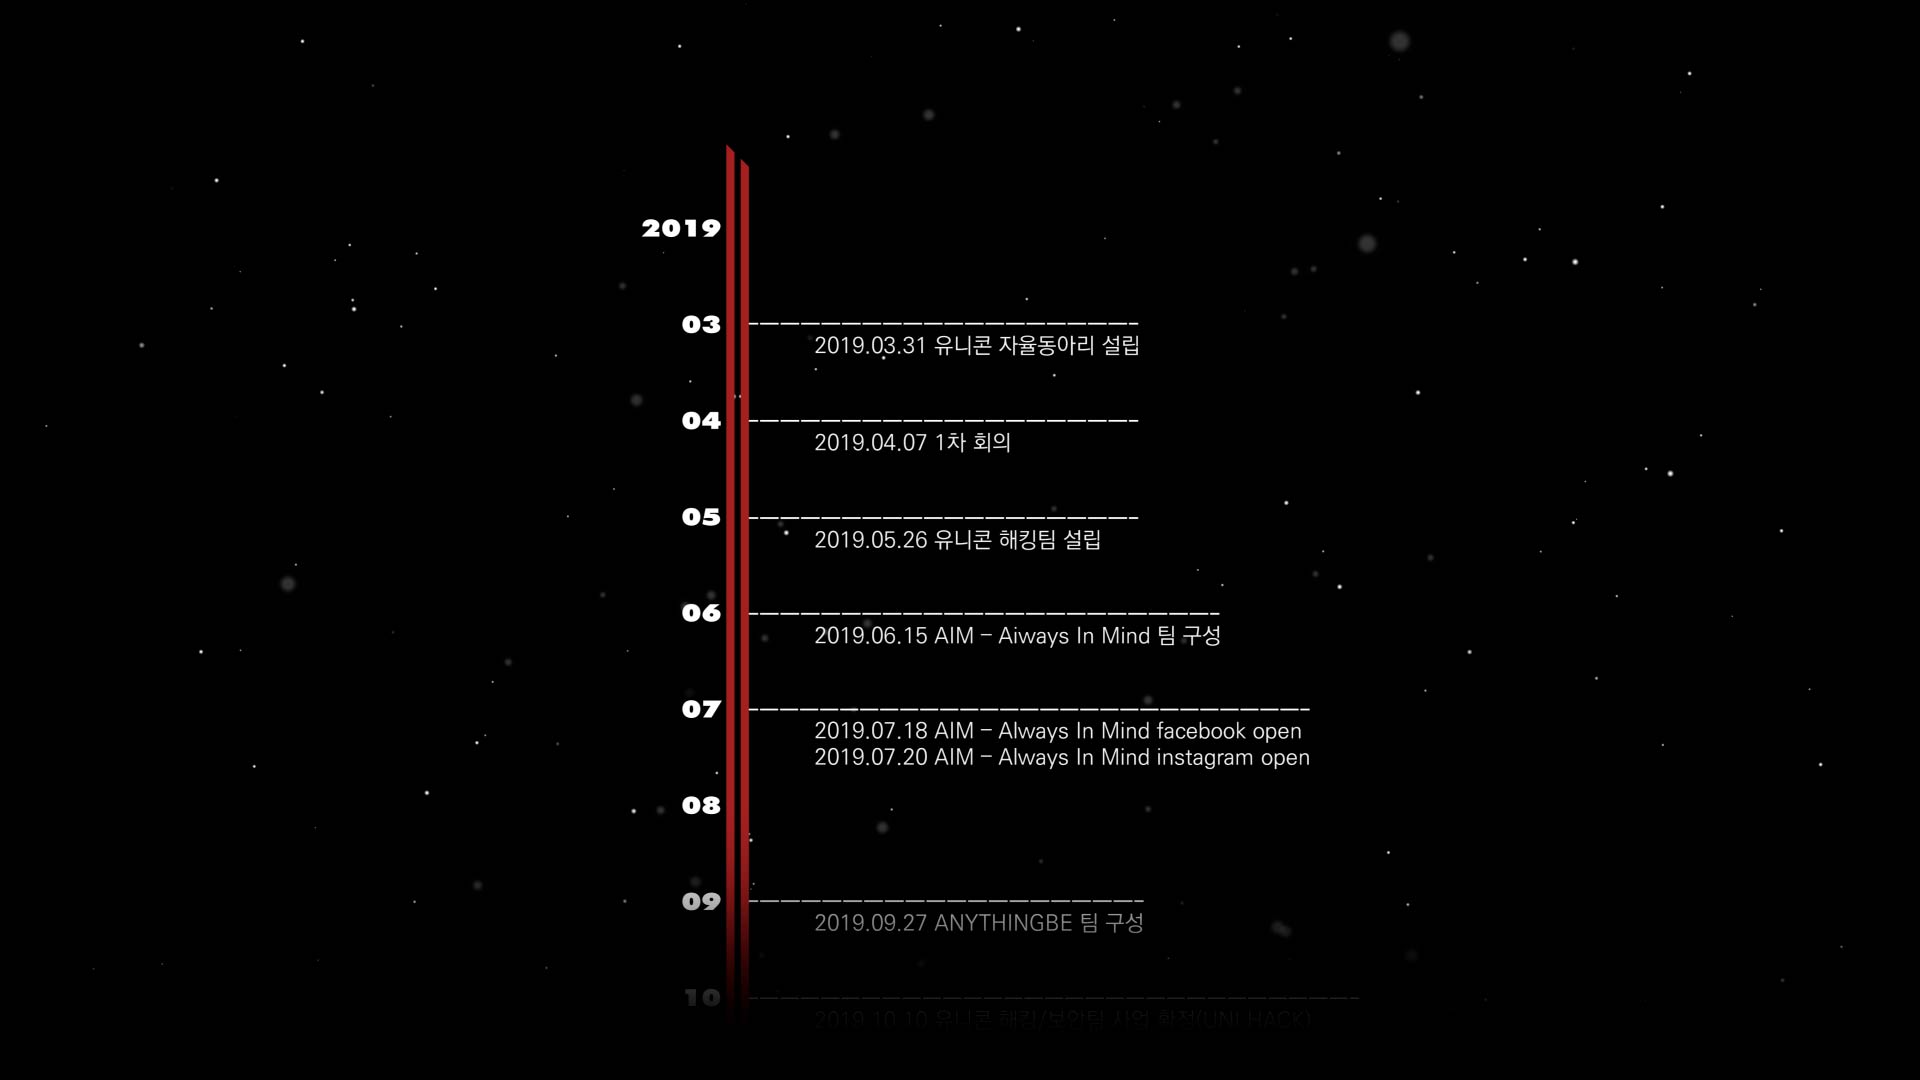 2019
03
2019.03.31 유니콘 자율동아리 설립
04
2019.04.07 1차 회의
05
2019.05.26 유니콘 해킹팀 설립
06
2019.06.15 AIM – Aiways In Mind 팀 구성
07
2019.07.18 AIM – Always In Mind facebook open
2019.07.20 AIM – Always In Mind instagram open
08
09
2019.09.27 ANYTHINGBE 팀 구성
10
2019.10.10 유니콘 해킹/보안팀 사업 확정(UNI.HACK)